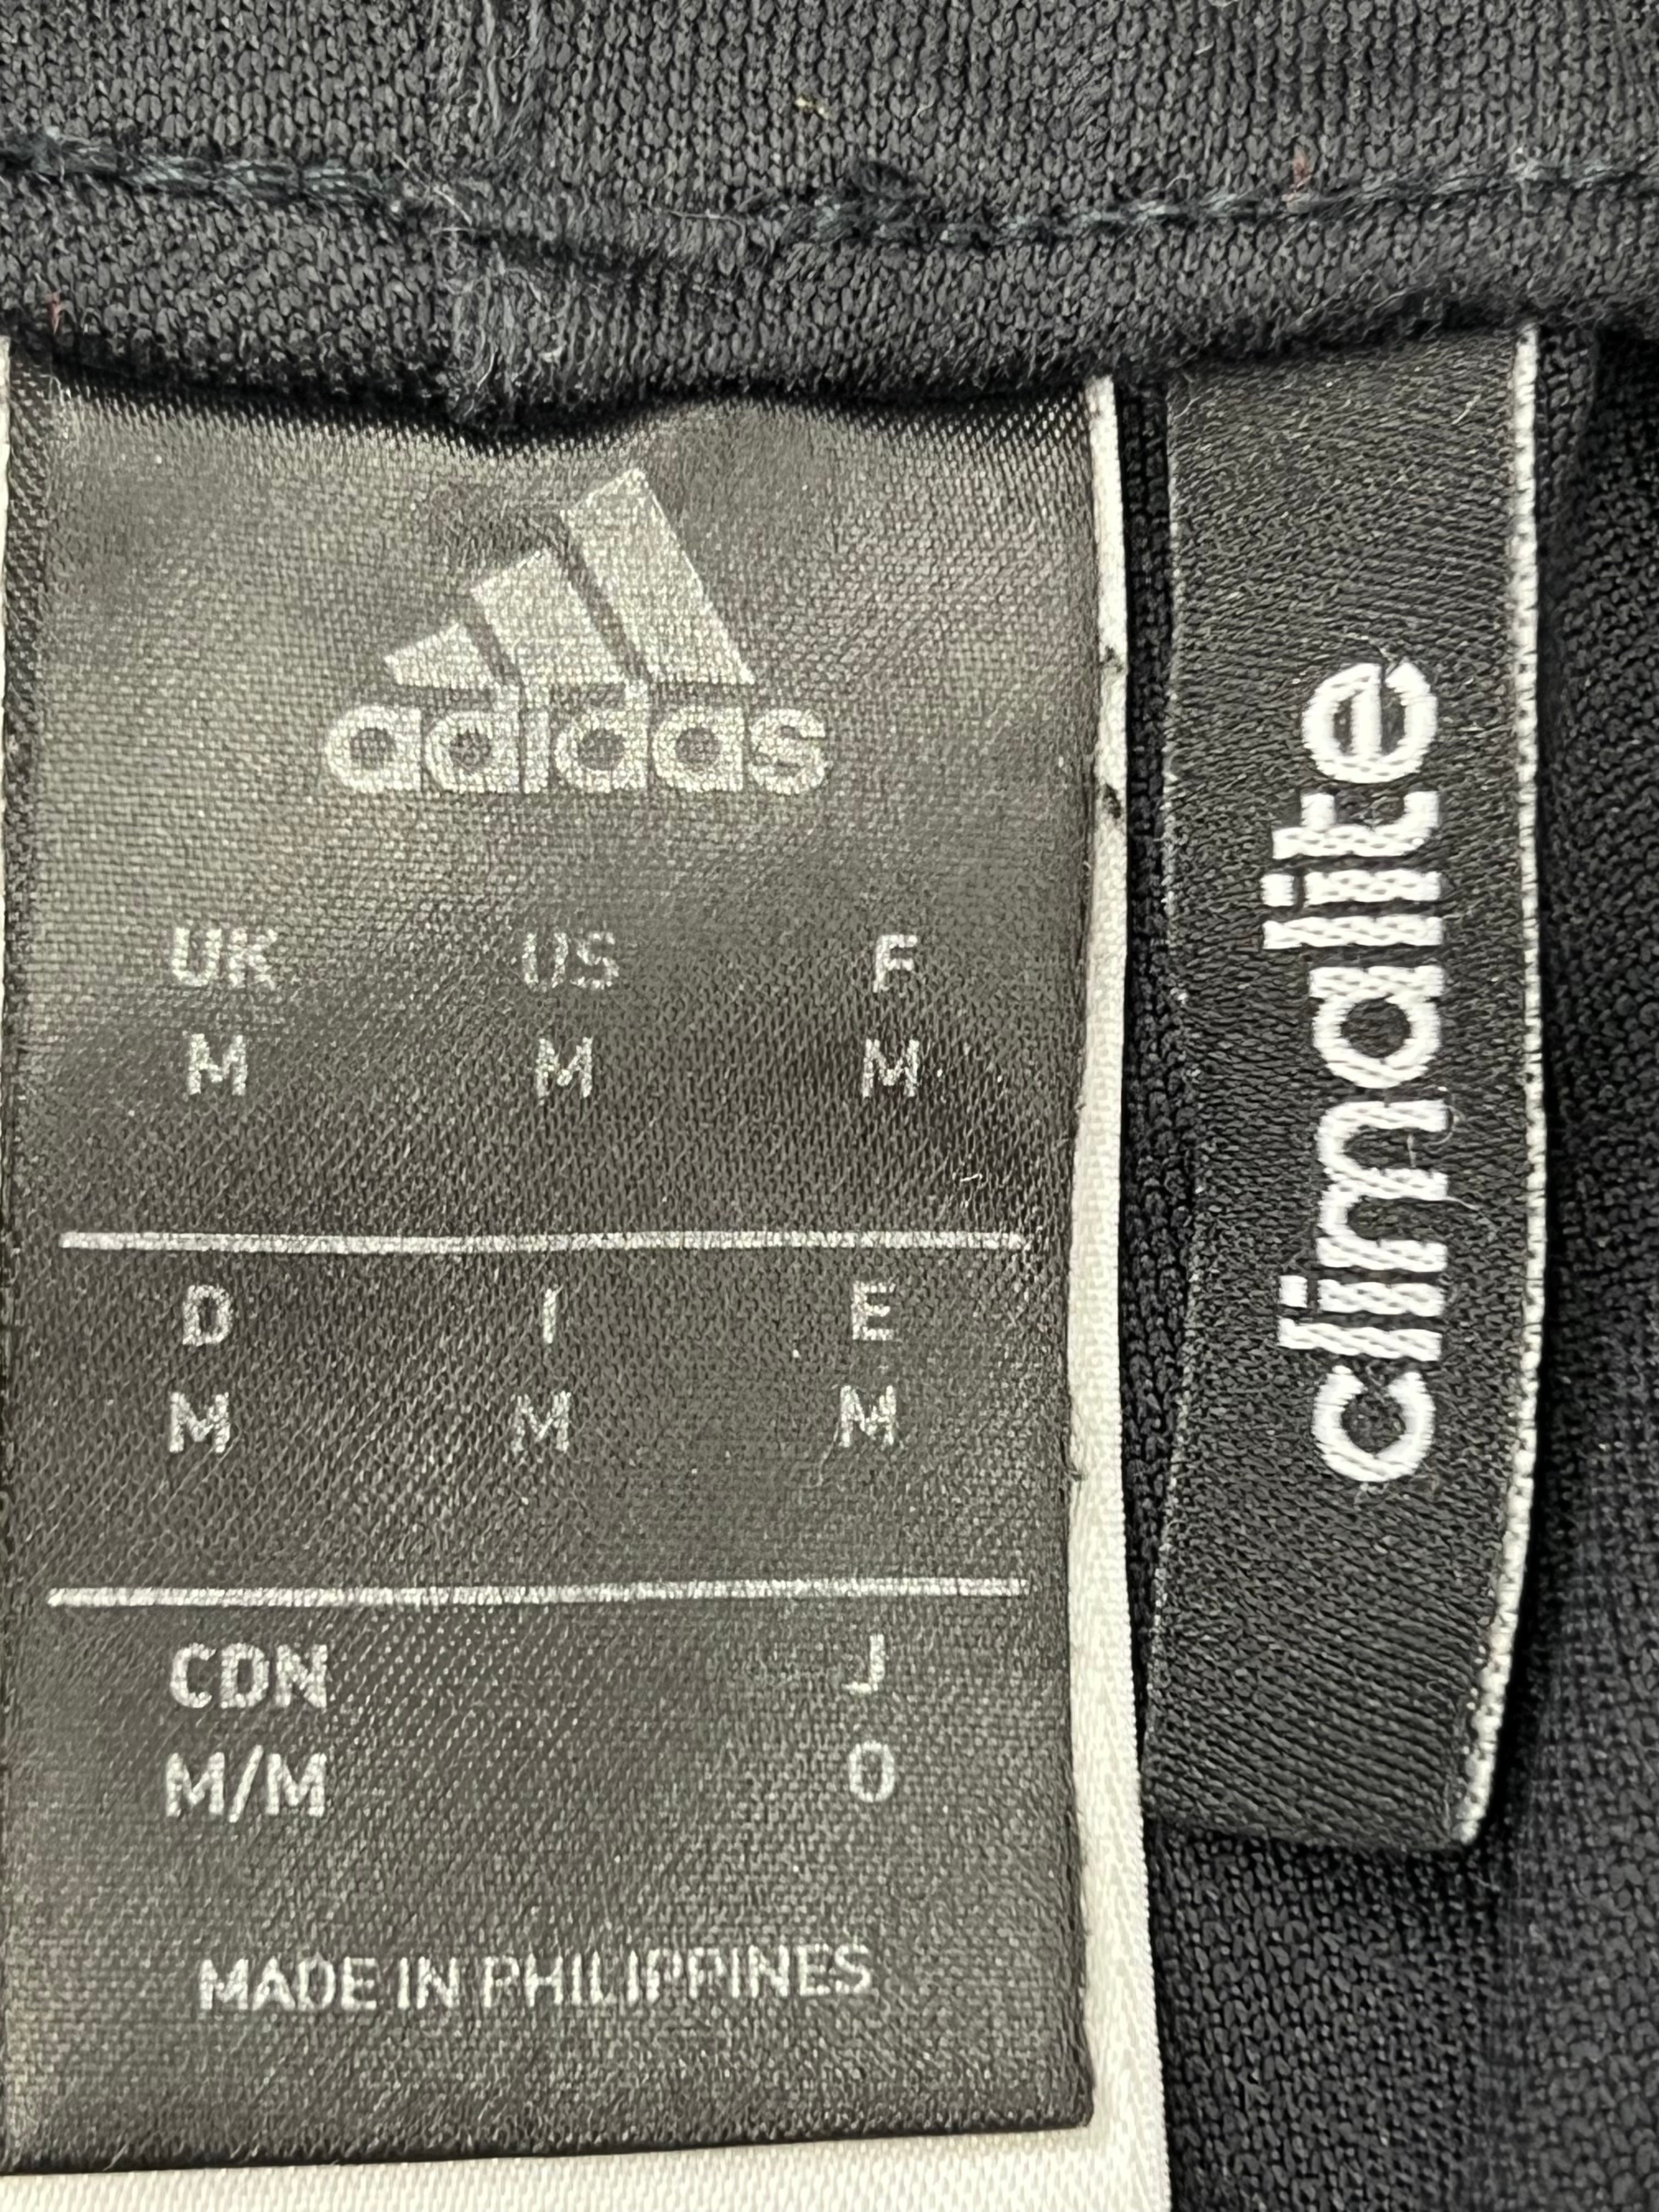 adidas
UK US F
M M M
D I E
M M M
CDN J
M/M O
MADE IN PHILIPPINES
climalite